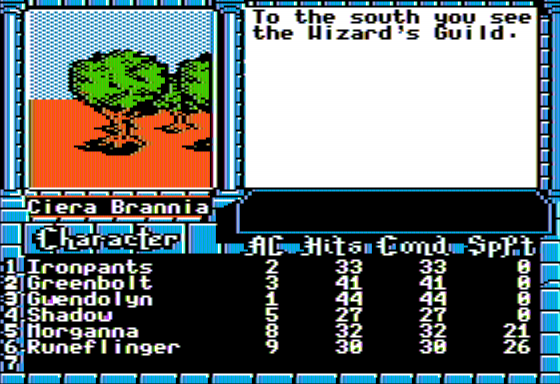 To the south you see
the Wizard's Guild.
Ciera Brannia
Character AC Hits Cond SpPt
1 Ironpants 2 33 33 0
2 Greenbolt 3 41 41 0
3 Gwendolyn 1 44 44 0
4 Shadow 5 27 27 0
5 Morganna 8 32 32 21
6 Runeflinger 9 30 30 26
7